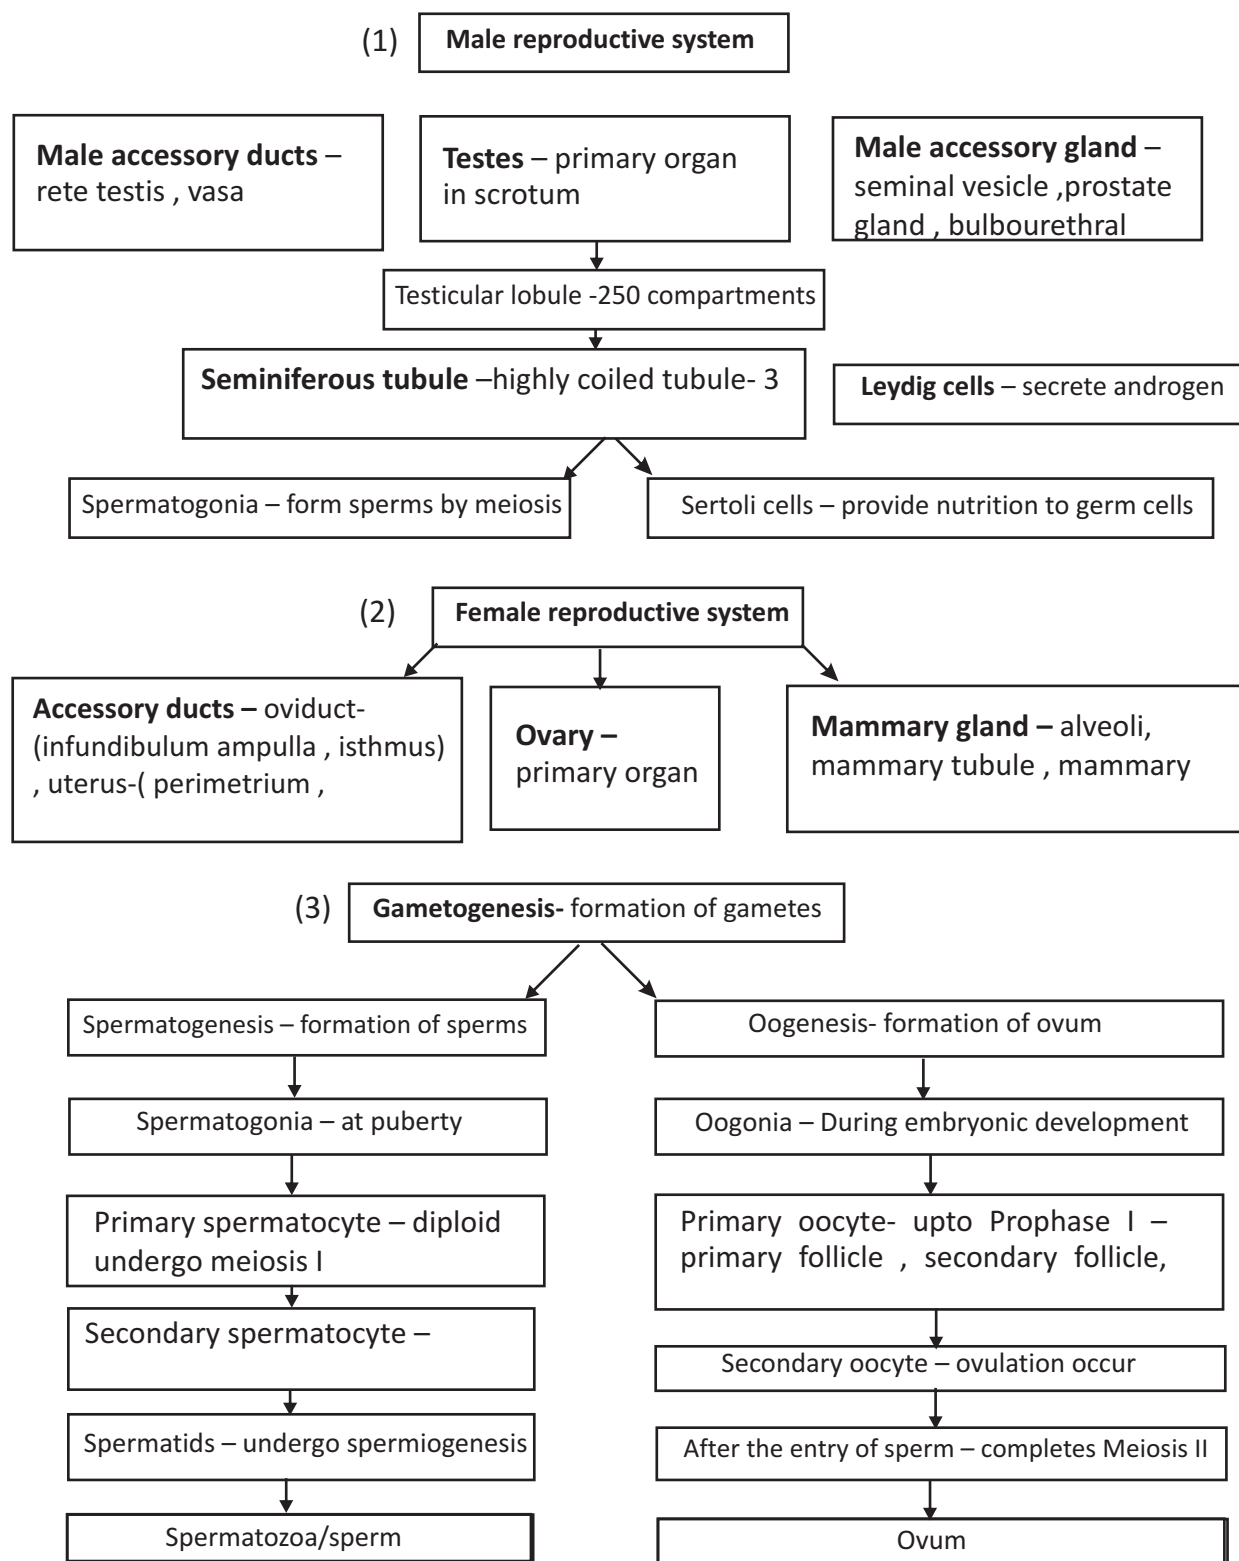 (1) Male reproductive system
Male accessory ducts –
rete testis , vasa
Testes – primary organ
in scrotum
Male accessory gland –
seminal vesicle ,prostate
gland , bulbourethral
Testicular lobule -250 compartments
Seminiferous tubule –highly coiled tubule- 3
Leydig cells – secrete androgen
Spermatogonia – form sperms by meiosis
Sertoli cells – provide nutrition to germ cells
(2) Female reproductive system
Accessory ducts – oviduct-
(infundibulum ampulla , isthmus)
, uterus-( perimetrium ,
Ovary –
primary organ
Mammary gland – alveoli,
mammary tubule , mammary
(3) Gametogenesis- formation of gametes
Spermatogenesis – formation of sperms
Spermatogonia – at puberty
Primary spermatocyte – diploid
undergo meiosis I
Secondary spermatocyte –
Spermatids – undergo spermiogenesis
Spermatozoa/sperm
Oogenesis- formation of ovum
Oogonia – During embryonic development
Primary oocyte- upto Prophase I –
primary follicle , secondary follicle,
Secondary oocyte – ovulation occur
After the entry of sperm – completes Meiosis II
Ovum